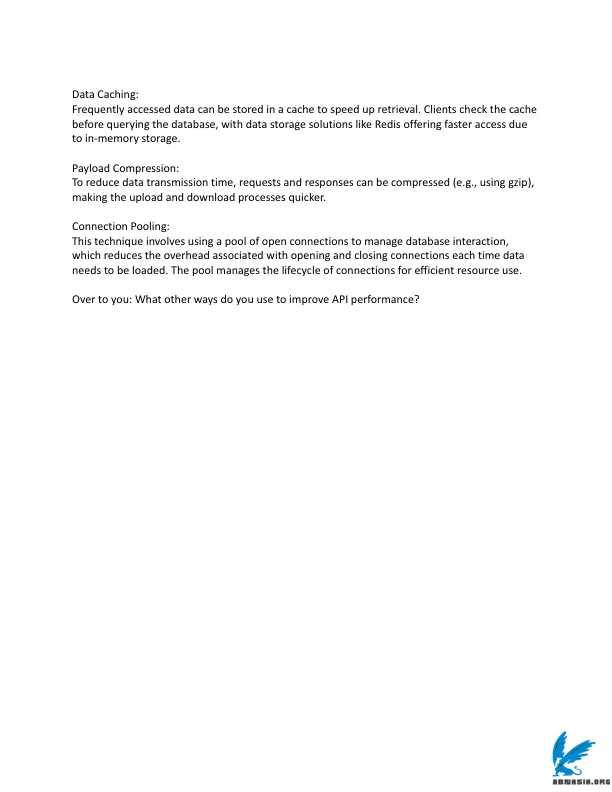 Data Caching:
Frequently accessed data can be stored in a cache to speed up retrieval. Clients check the cache
before querying the database, with data storage solutions like Redis offering faster access due
to in-memory storage.
Payload Compression:
To reduce data transmission time, requests and responses can be compressed (e.g., using gzip),
making the upload and download processes quicker.
Connection Pooling:
This technique involves using a pool of open connections to manage database interaction,
which reduces the overhead associated with opening and closing connections each time data
needs to be loaded. The pool manages the lifecycle of connections for efficient resource use.
Over to you: What other ways do you use to improve API performance?
ABNASIA.ORG